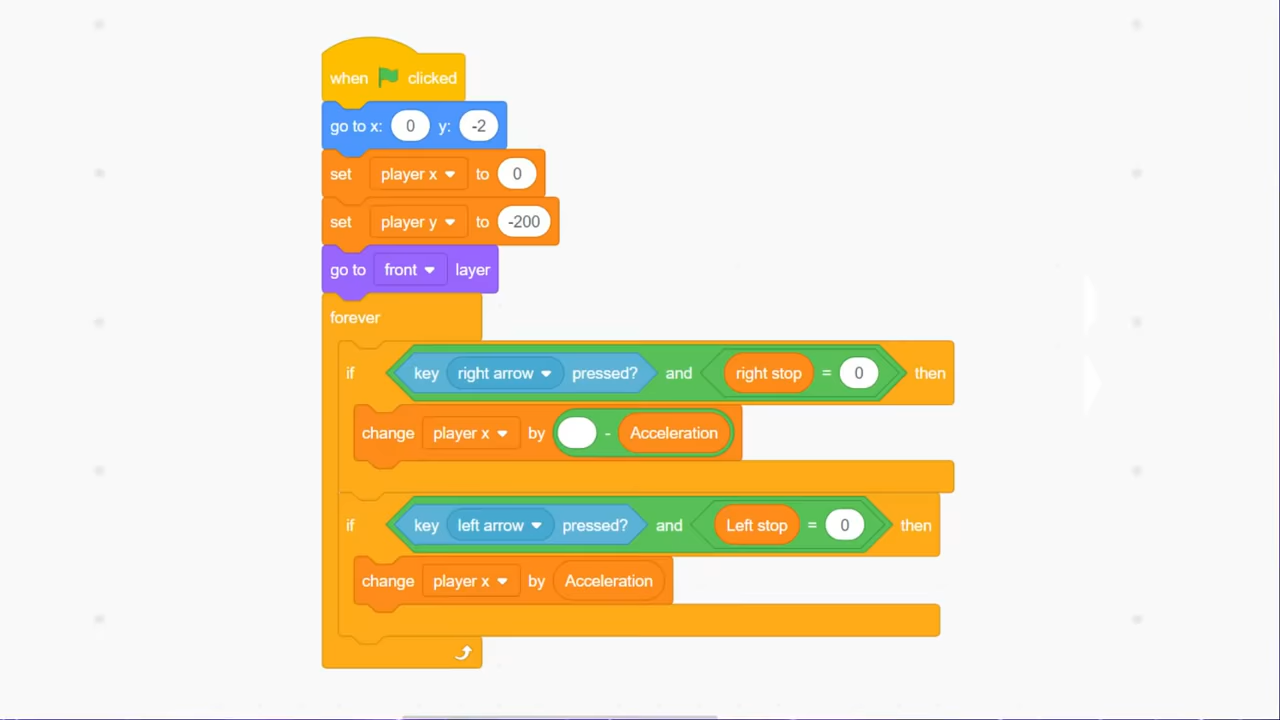 when clicked
go to x: 0 y: -2
set player x to 0
set player y to -200
go to front layer
forever
if key right arrow pressed? and right stop = 0 then
change player x by - Acceleration
if key left arrow pressed? and Left stop = 0 then
change player x by Acceleration